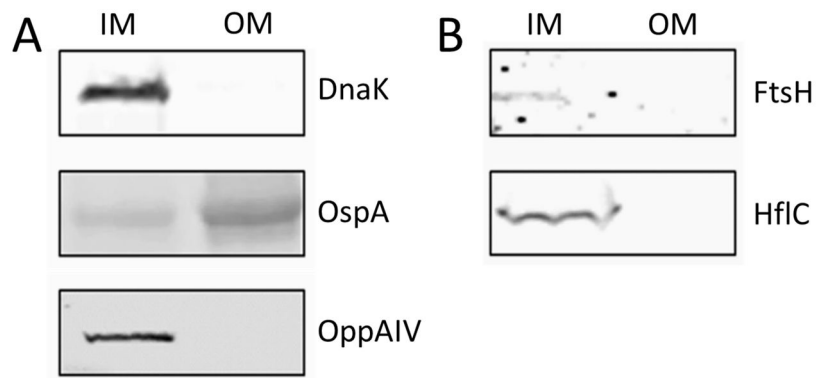 A
IM OM
DnaK
OspA
OppAIV
B
IM OM
FtsH
HflC